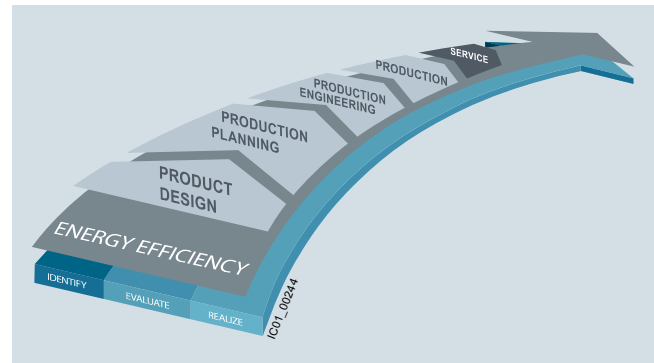 SERVICE
PRODUCTION
PRODUCTION
ENGINEERING
PRODUCTION
PLANNING
PRODUCT
DESIGN
ENERGY EFFICIENCY
IDENTIFY
EVALUATE
REALIZE
IC01_00244